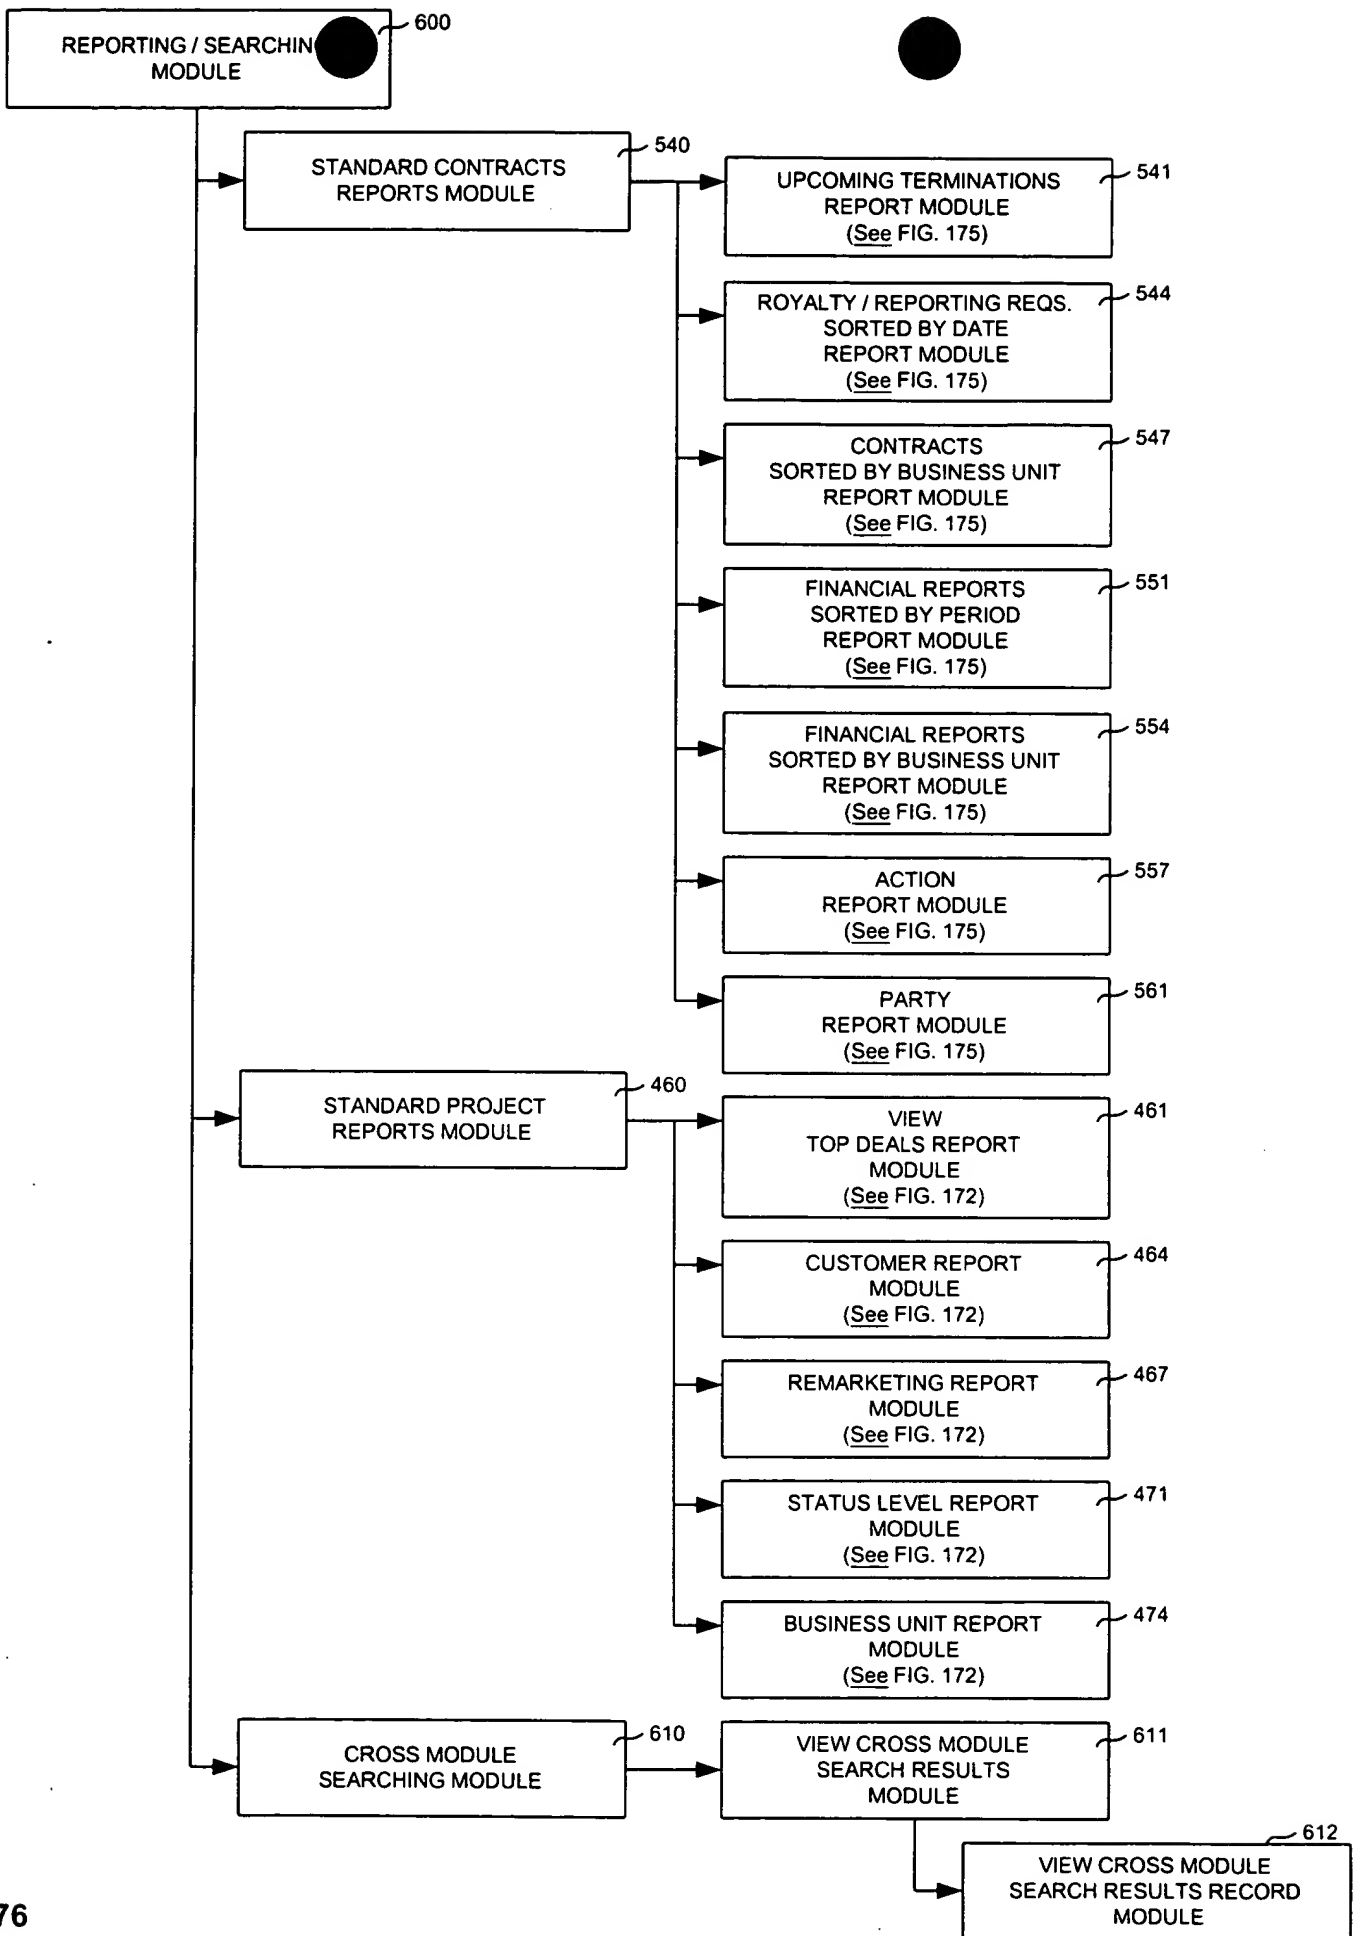 600
REPORTING / SEARCHIN
MODULE
540
STANDARD CONTRACTS
REPORTS MODULE
541
UPCOMING TERMINATIONS
REPORT MODULE
(See FIG. 175)
544
ROYALTY / REPORTING REQS.
SORTED BY DATE
REPORT MODULE
(See FIG. 175)
547
CONTRACTS
SORTED BY BUSINESS UNIT
REPORT MODULE
(See FIG. 175)
551
FINANCIAL REPORTS
SORTED BY PERIOD
REPORT MODULE
(See FIG. 175)
554
FINANCIAL REPORTS
SORTED BY BUSINESS UNIT
REPORT MODULE
(See FIG. 175)
557
ACTION
REPORT MODULE
(See FIG. 175)
561
PARTY
REPORT MODULE
(See FIG. 175)
460
STANDARD PROJECT
REPORTS MODULE
461
VIEW
TOP DEALS REPORT
MODULE
(See FIG. 172)
464
CUSTOMER REPORT
MODULE
(See FIG. 172)
467
REMARKETING REPORT
MODULE
(See FIG. 172)
471
STATUS LEVEL REPORT
MODULE
(See FIG. 172)
474
BUSINESS UNIT REPORT
MODULE
(See FIG. 172)
610
CROSS MODULE
SEARCHING MODULE
611
VIEW CROSS MODULE
SEARCH RESULTS
MODULE
612
VIEW CROSS MODULE
SEARCH RESULTS RECORD
MODULE
76